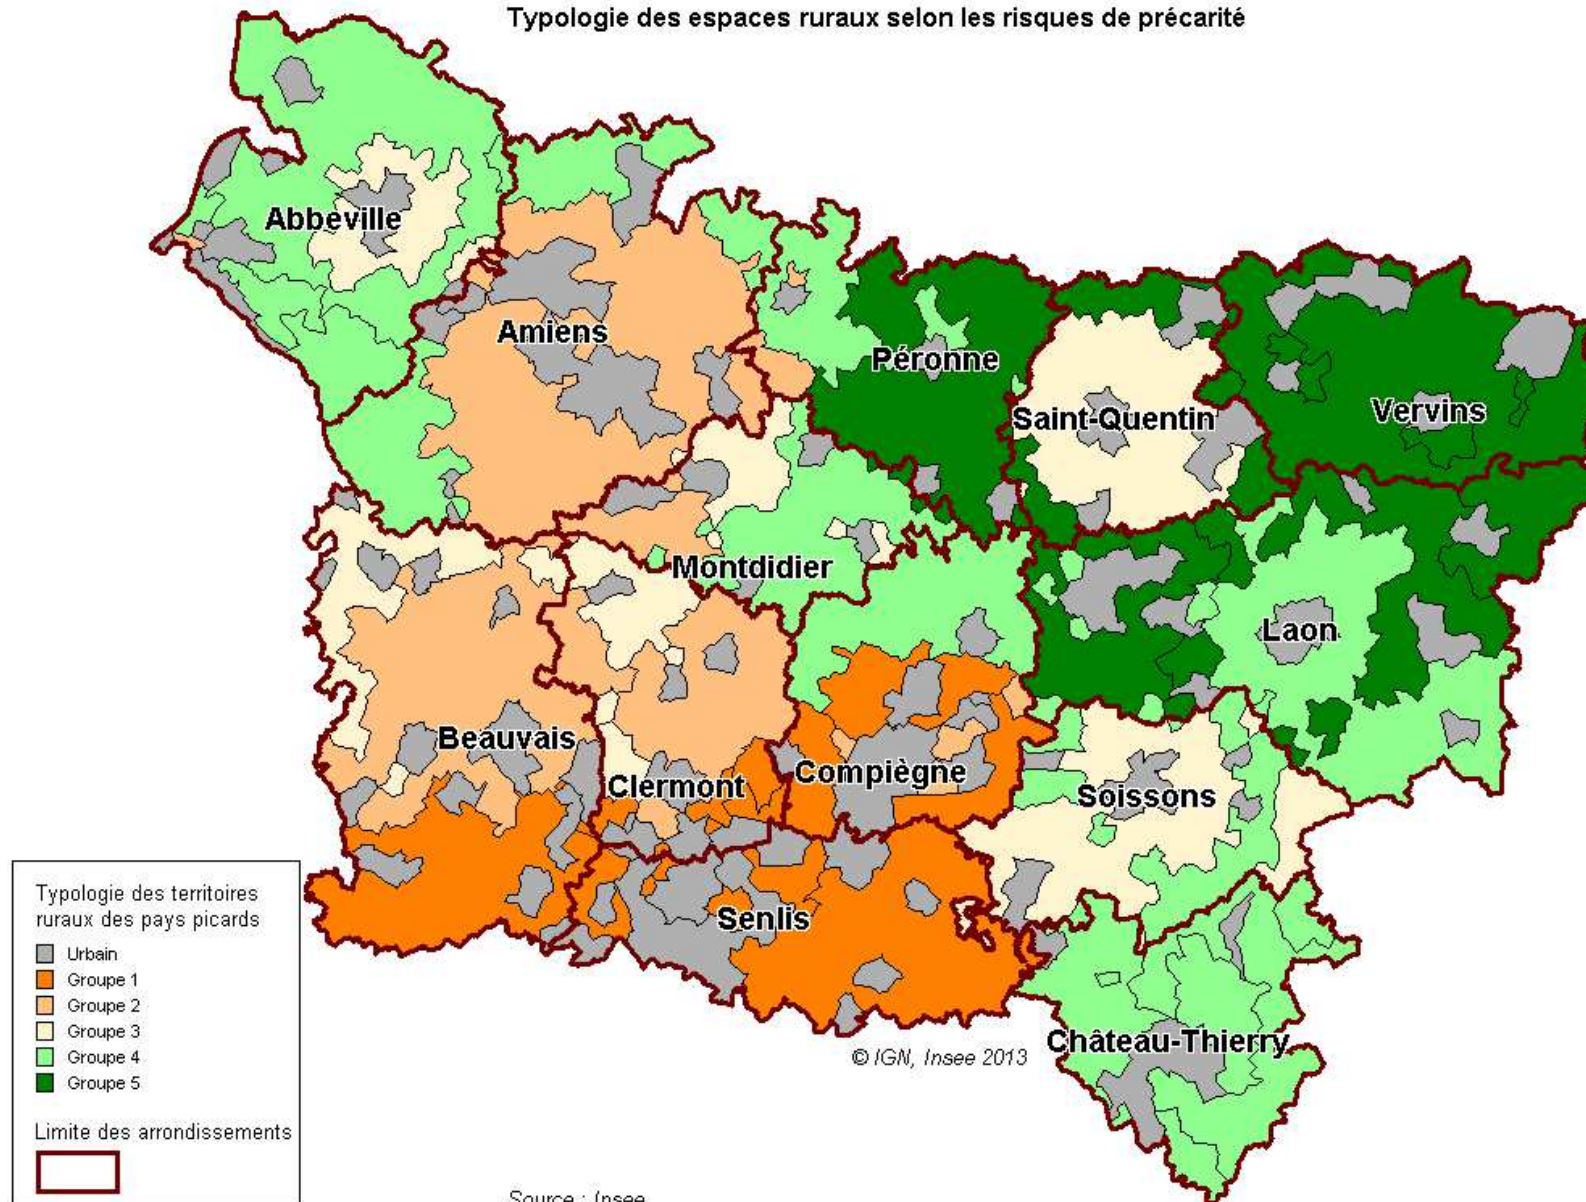 Typologie des espaces ruraux selon les risques de précarité
Abbeville
Amiens
Péronne
Saint-Quentin
Vervins
Montdidier
Laon
Beauvais
Clermont
Compiègne
Soissons
Senlis
Château-Thierry
© IGN, Insee 2013
Typologie des territoires
ruraux des pays picards
Urbain
Groupe 1
Groupe 2
Groupe 3
Groupe 4
Groupe 5
Limite des arrondissements
Source : Insee